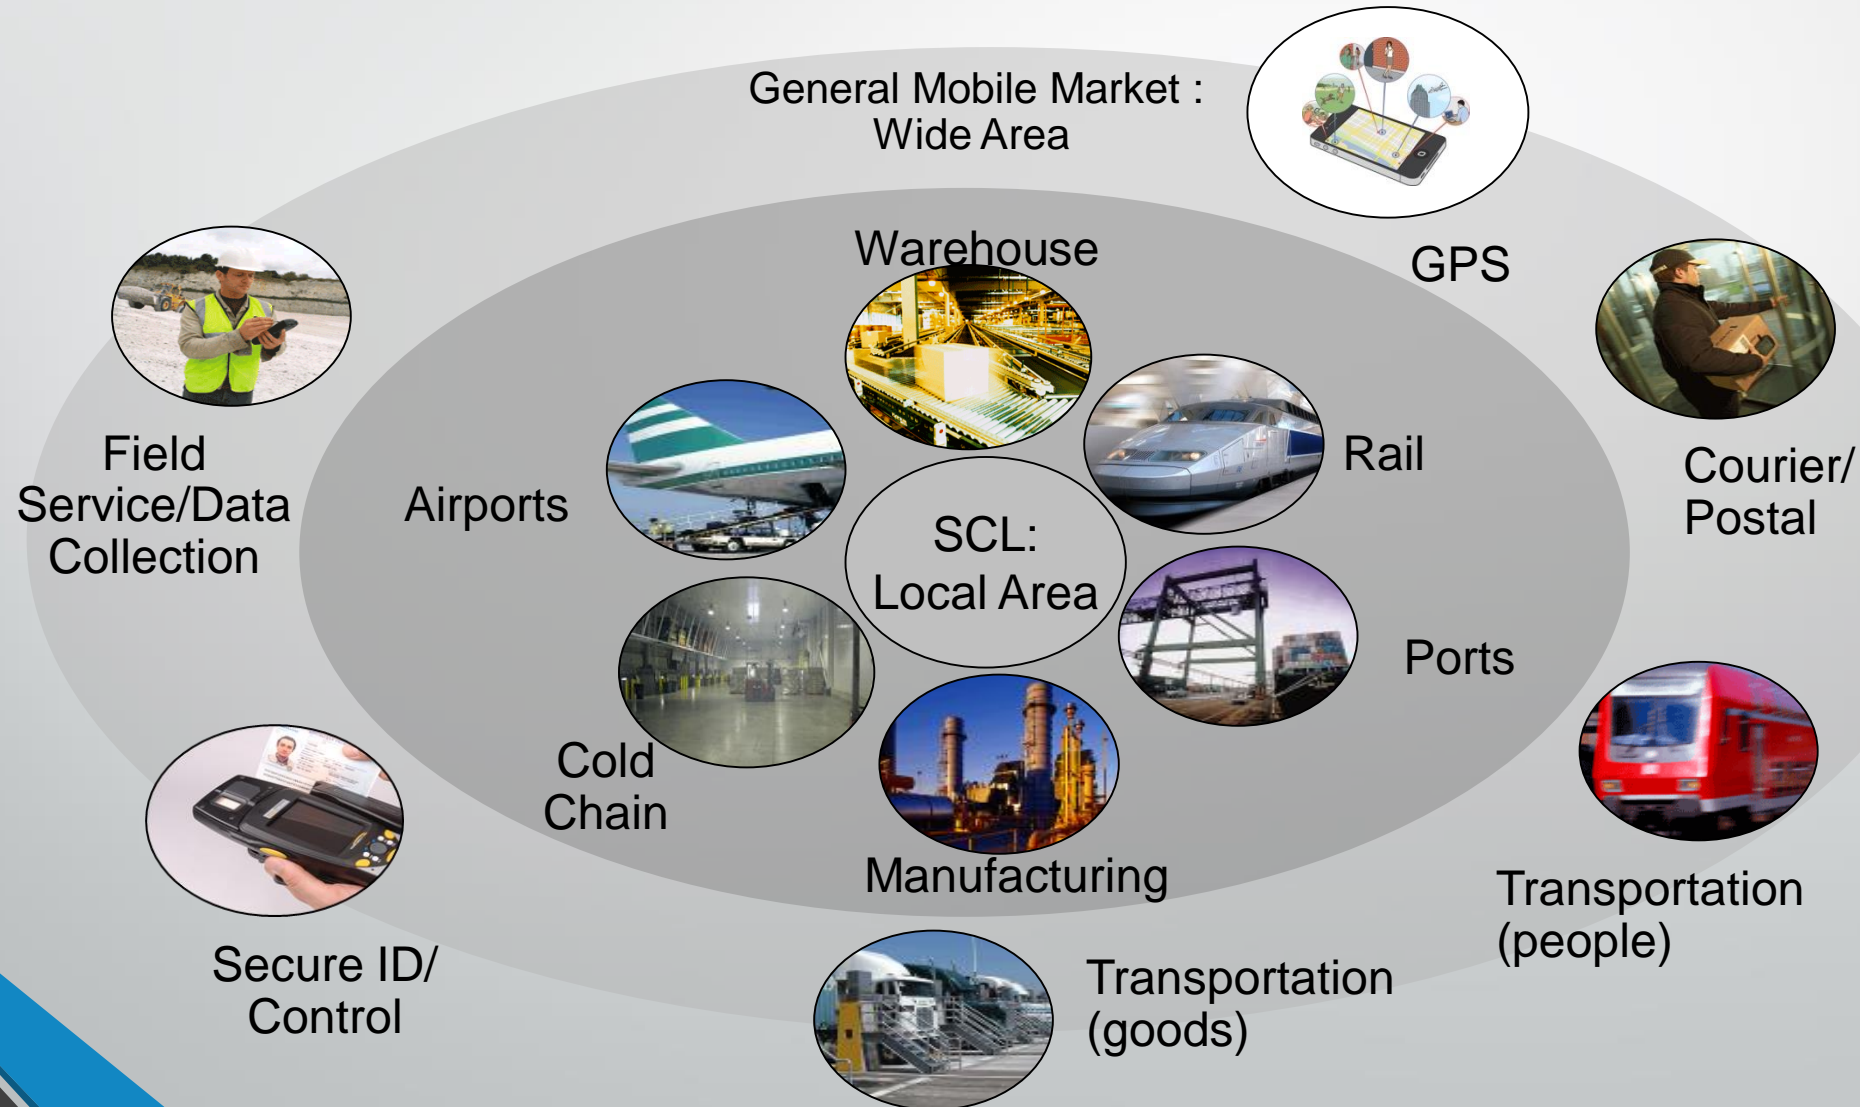 General Mobile Market :
Wide Area
GPS
Warehouse
Field
Service/Data
Collection
Airports
Rail
Courier/
Postal
SCL:
Local Area
Ports
Cold
Chain
Manufacturing
Transportation
(people)
Secure ID/
Control
Transportation
(goods)